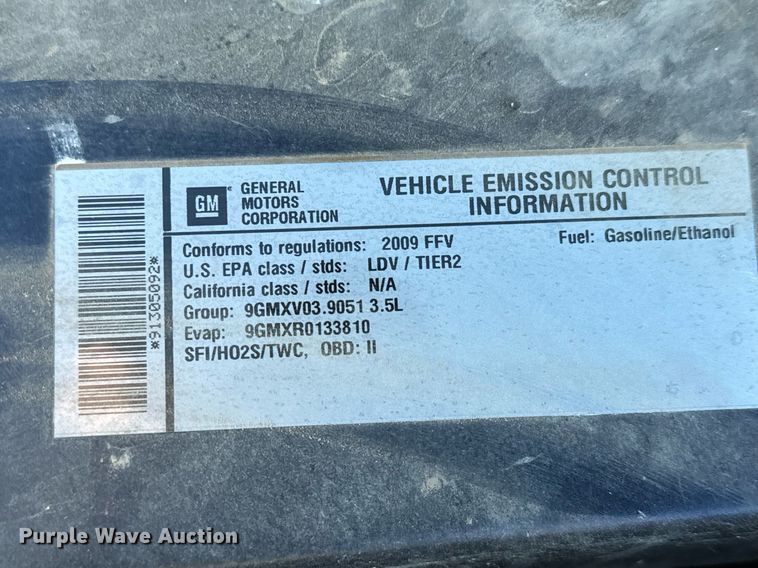 GM
GENERAL
MOTORS
CORPORATION
VEHICLE EMISSION CONTROL
INFORMATION
Conforms to regulations: 2009 FFV
Fuel: Gasoline/Ethanol
U.S. EPA class / stds: LDV / TIER2
California class / stds: N/A
Group: 9GMXV03.9051 3.5L
Evap: 9GMXR0133810
SFI/HO2S/TWC, OBD: II
*91305092*
Purple Wave Auction